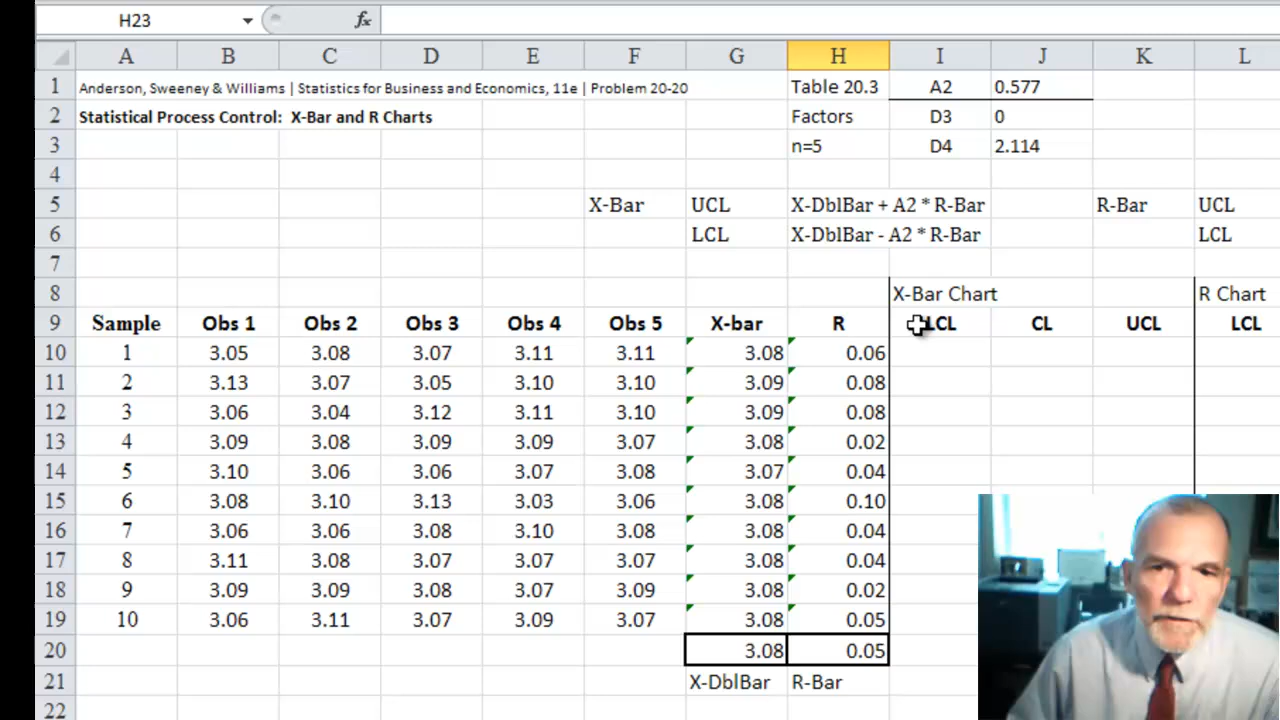 H23 fx
A B C D E F G H I J K L
1 Anderson, Sweeney & Williams | Statistics for Business and Economics, 11e | Problem 20-20 Table 20.3 A2 0.577
2 Statistical Process Control: X-Bar and R Charts Factors D3 0
3 n=5 D4 2.114
4
5 X-Bar UCL X-DblBar + A2 * R-Bar R-Bar UCL
6 LCL X-DblBar - A2 * R-Bar LCL
7
8 X-Bar Chart R Chart
9 Sample Obs 1 Obs 2 Obs 3 Obs 4 Obs 5 X-bar R LCL CL UCL LCL
10 1 3.05 3.08 3.07 3.11 3.11 3.08 0.06
11 2 3.13 3.07 3.05 3.10 3.10 3.09 0.08
12 3 3.06 3.04 3.12 3.11 3.10 3.09 0.08
13 4 3.09 3.08 3.09 3.09 3.07 3.08 0.02
14 5 3.10 3.06 3.06 3.07 3.08 3.07 0.04
15 6 3.08 3.10 3.13 3.03 3.06 3.08 0.10
16 7 3.06 3.06 3.08 3.10 3.08 3.08 0.04
17 8 3.11 3.08 3.07 3.07 3.07 3.08 0.04
18 9 3.09 3.09 3.08 3.07 3.09 3.08 0.02
19 10 3.06 3.11 3.07 3.09 3.07 3.08 0.05
20 3.08 0.05
21 X-DblBar R-Bar
22